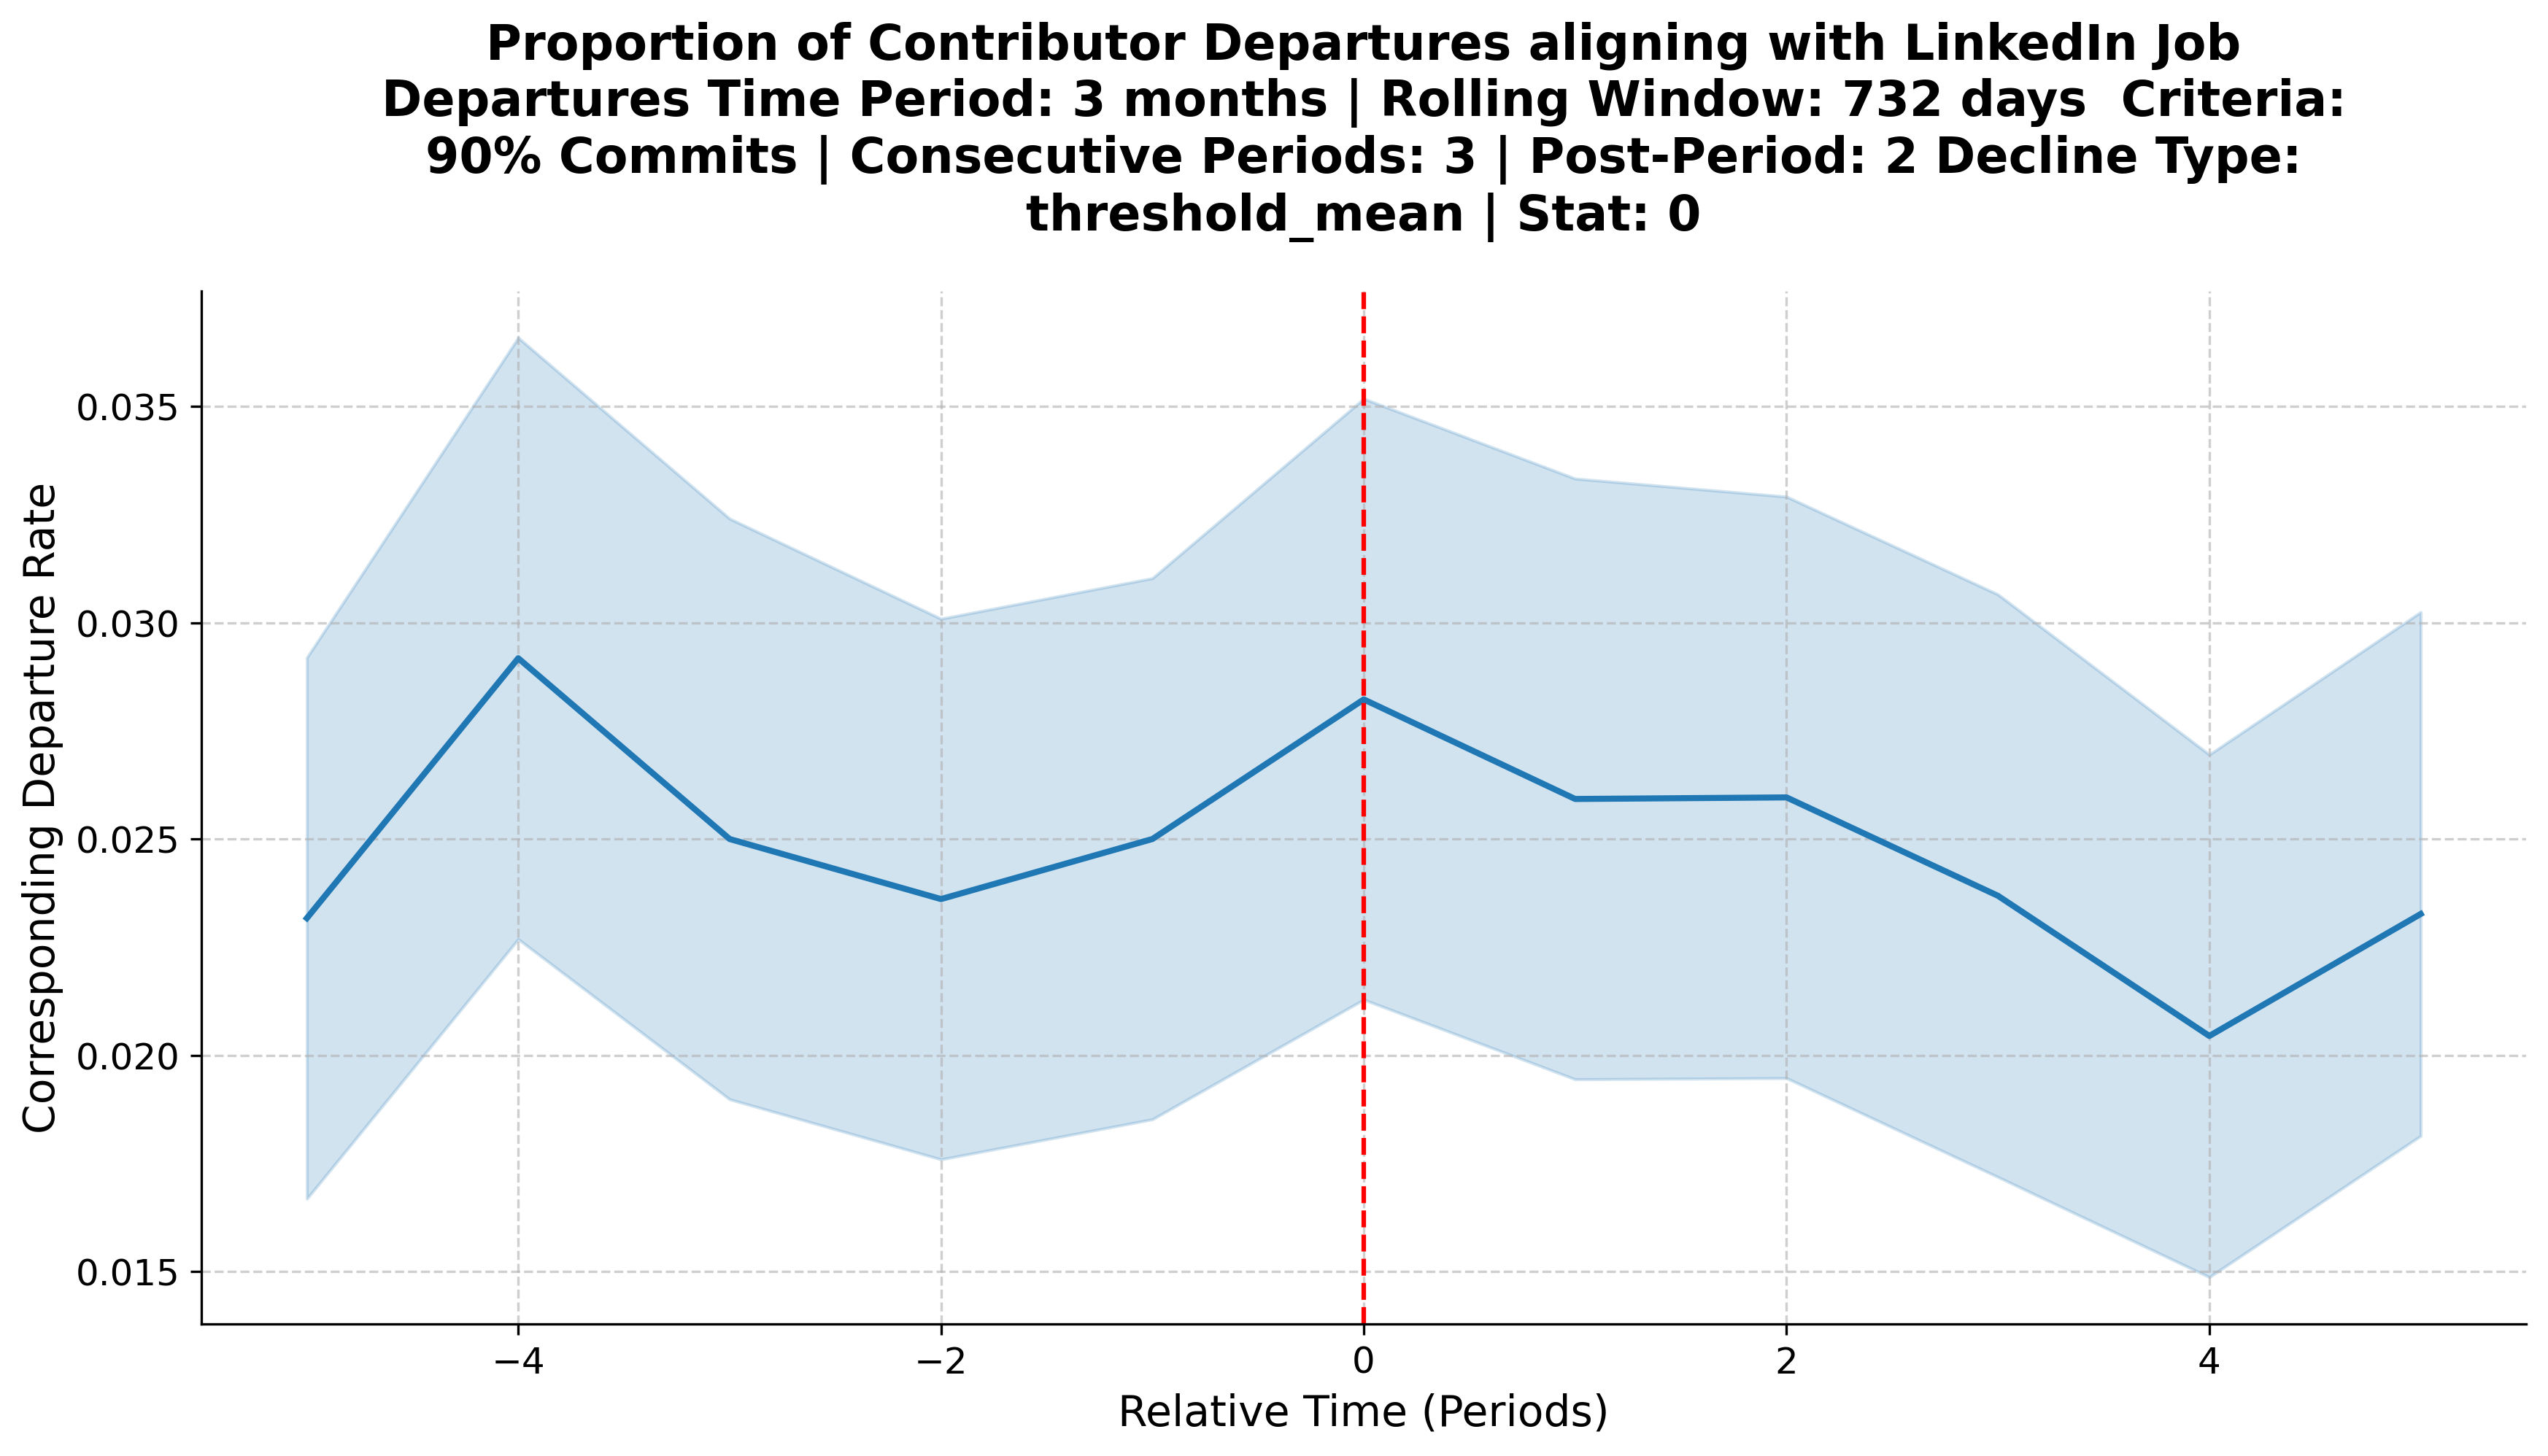 Proportion of Contributor Departures aligning with LinkedIn Job
Departures Time Period: 3 months | Rolling Window: 732 days  Criteria:
90% Commits | Consecutive Periods: 3 | Post-Period: 2 Decline Type:
threshold_mean | Stat: 0
Corresponding Departure Rate
0.035
0.030
0.025
0.020
0.015
−4
−2
0
2
4
Relative Time (Periods)